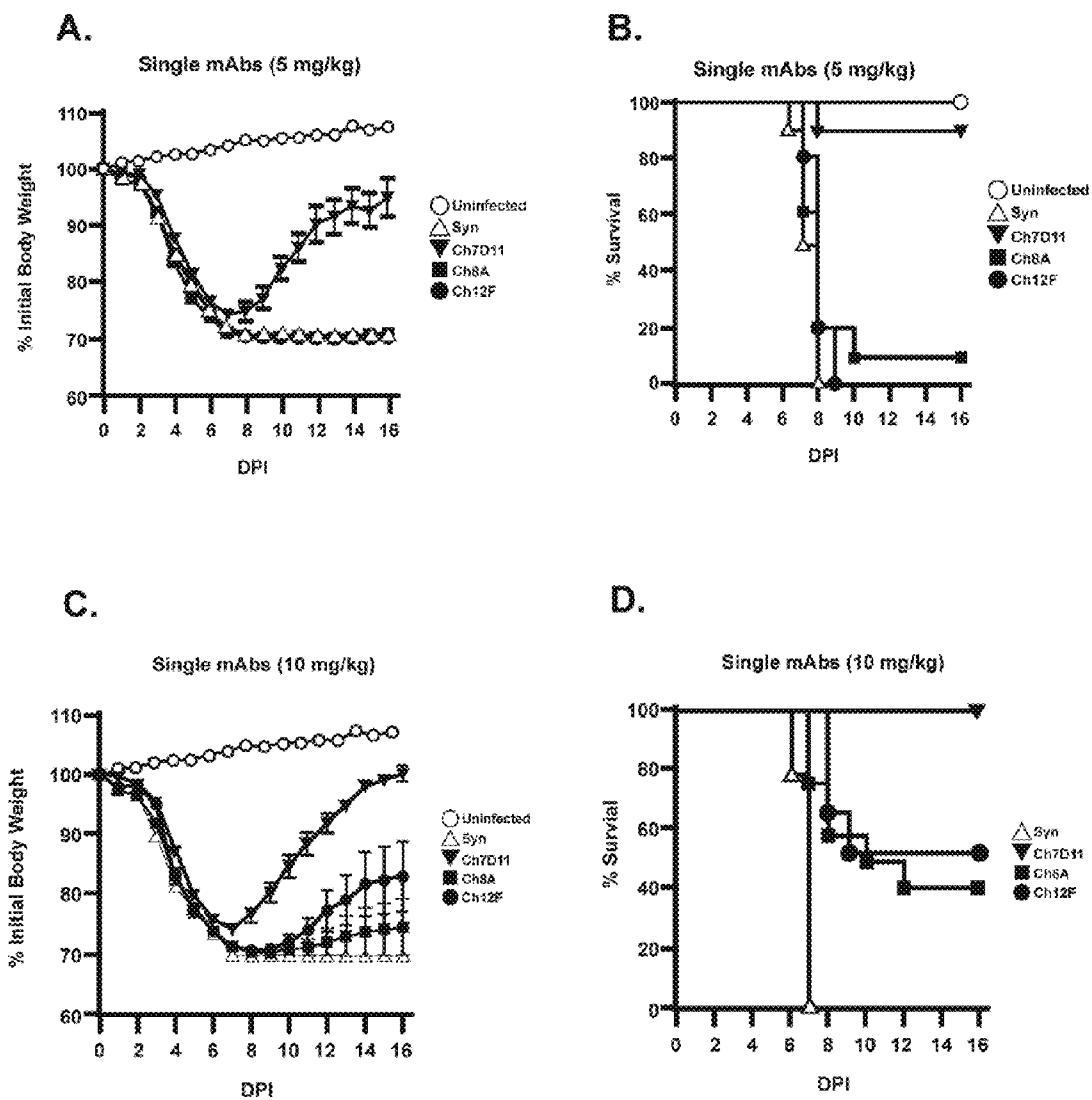 A.
Single mAbs (5 mg/kg)
% Initial Body Weight
110
100
90
80
70
60
0 2 4 6 8 10 12 14 16
DPI
Uninfected
Syn
Ch7D11
Ch8A
Ch12F
B.
Single mAbs (5 mg/kg)
% Survival
100
80
60
40
20
0
0 2 4 6 8 10 12 14 16
DPI
Uninfected
Syn
Ch7D11
Ch8A
Ch12F
C.
Single mAbs (10 mg/kg)
% Initial Body Weight
110
100
90
80
70
60
0 2 4 6 8 10 12 14 16
DPI
Uninfected
Syn
Ch7D11
Ch8A
Ch12F
D.
Single mAbs (10 mg/kg)
% Survial
100
80
60
40
20
0
0 2 4 6 8 10 12 14 16
DPI
Syn
Ch7D11
Ch8A
Ch12F